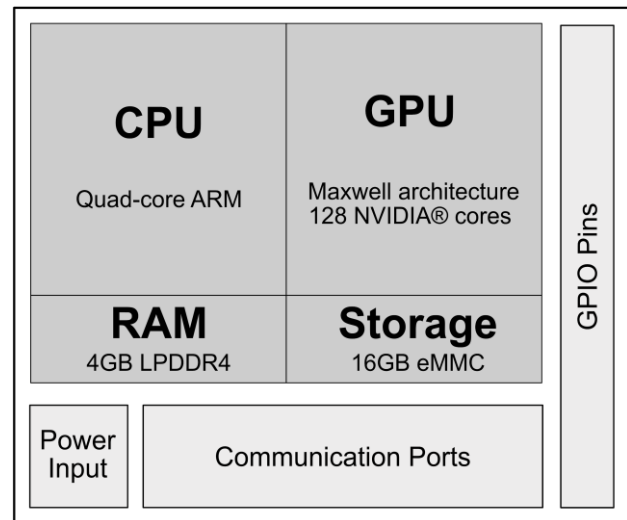 CPU
Quad-core ARM
GPU
Maxwell architecture
128 NVIDIA® cores
RAM
4GB LPDDR4
Storage
16GB eMMC
GPIO Pins
Power
Input
Communication Ports